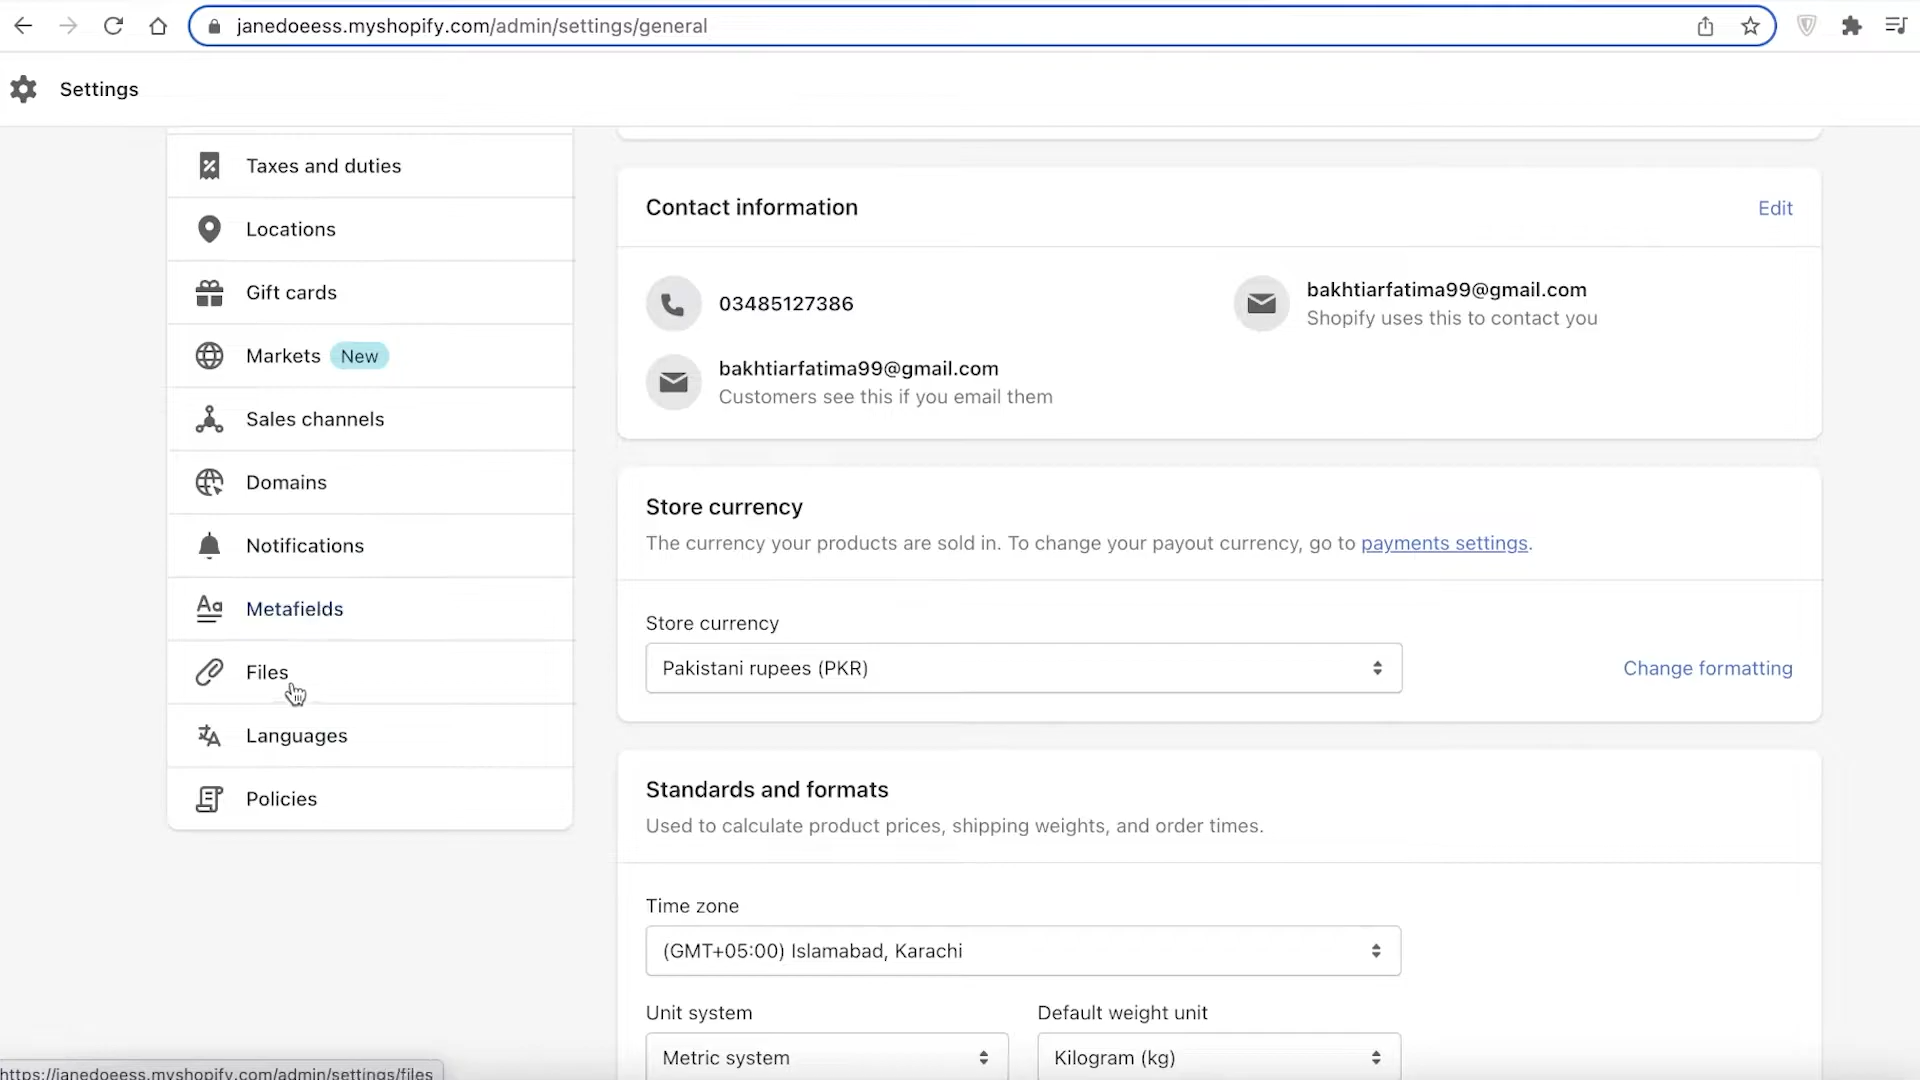 janedoeess.myshopify.com/admin/settings/general
Settings
Taxes and duties
Locations
Gift cards
Markets New
Sales channels
Domains
Notifications
Metafields
Files
Languages
Policies
Contact information
Edit
03485127386
bakhtiarfatima99@gmail.com
Shopify uses this to contact you
bakhtiarfatima99@gmail.com
Customers see this if you email them
Store currency
The currency your products are sold in. To change your payout currency, go to payments settings.
Store currency
Pakistani rupees (PKR)
Change formatting
Standards and formats
Used to calculate product prices, shipping weights, and order times.
Time zone
(GMT+05:00) Islamabad, Karachi
Unit system
Default weight unit
Metric system
Kilogram (kg)
https://janedoeess.myshopify.com/admin/settings/files